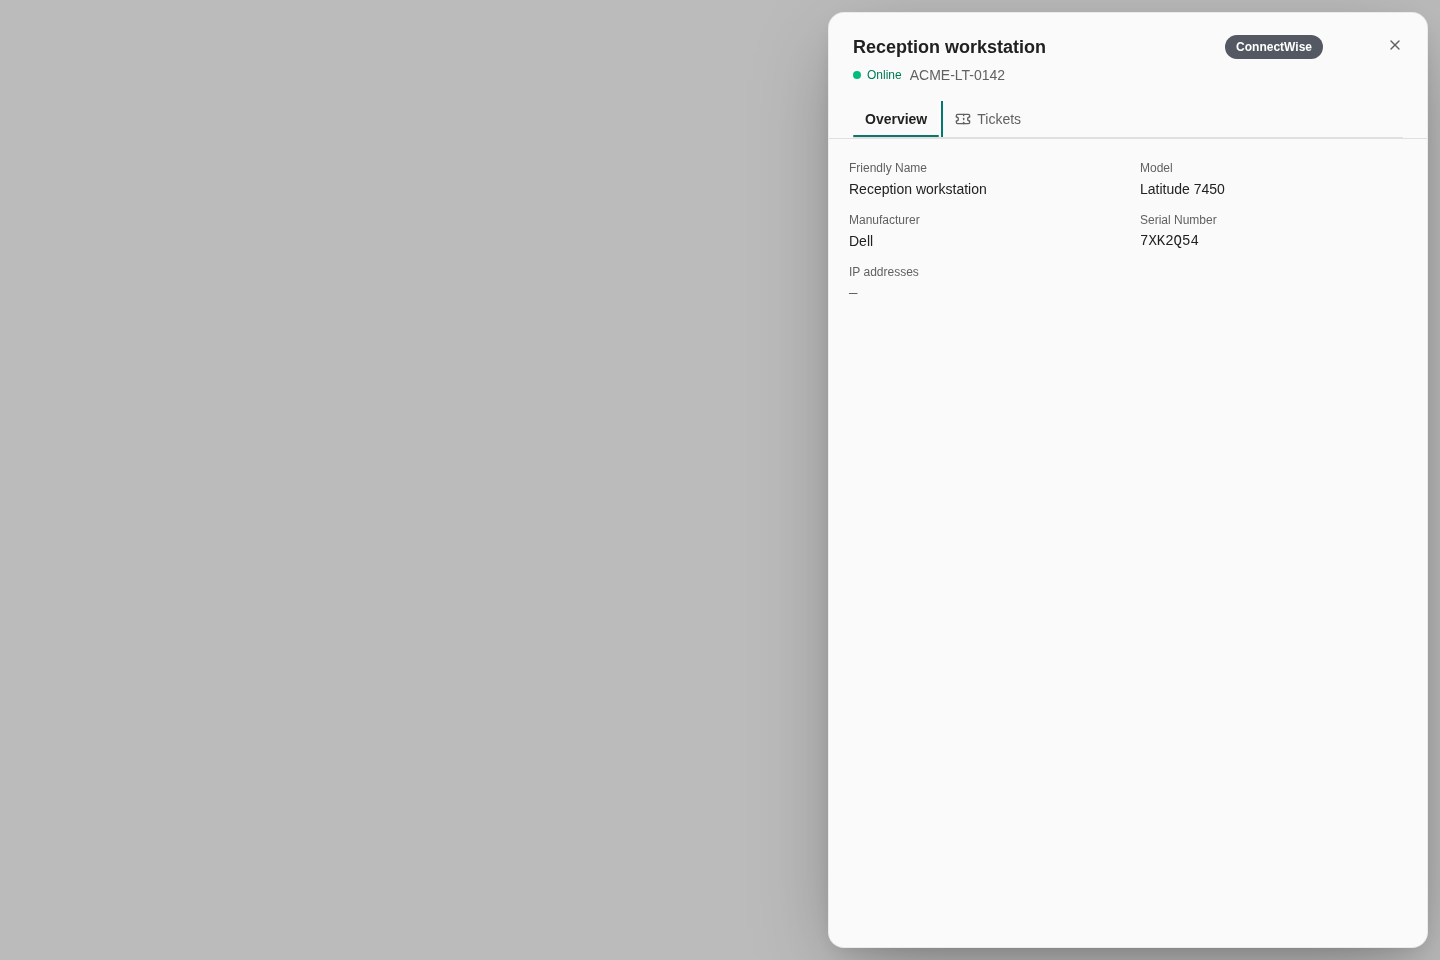 Reception workstation
ConnectWise
Online ACME-LT-0142
Overview
Tickets
Friendly Name
Reception workstation
Model
Latitude 7450
Manufacturer
Dell
Serial Number
7XK2Q54
IP addresses
–